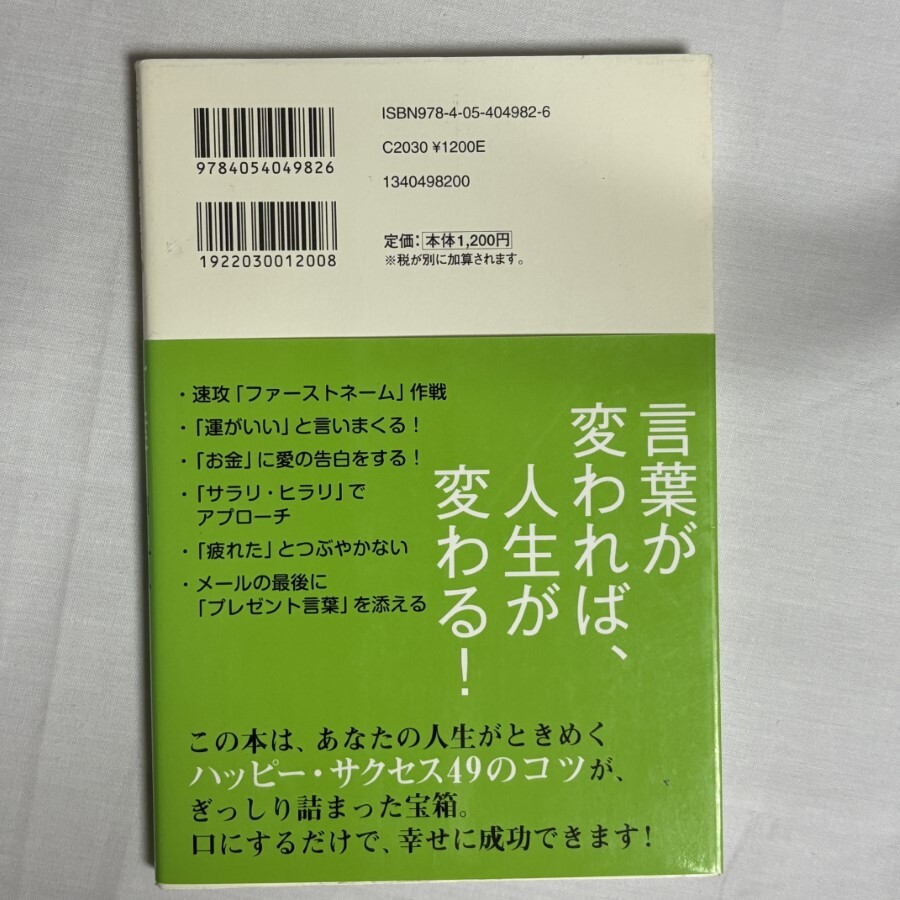 9784054049826
ISBN978-4-05-404982-6
C2030 ¥1200E
1340498200
1922030012008
定価：本体1,200円
※税が別に加算されます。
言葉が
変われば、
人生が
変わる！
・速攻「ファーストネーム」作戦
・「運がいい」と言いまくる！
・「お金」に愛の告白をする！
・「サラリ・ヒラリ」で
アプローチ
・「疲れた」とつぶやかない
・メールの最後に
「プレゼント言葉」を添える
この本は、あなたの人生がときめく
ハッピー・サクセス49のコツが、
ぎっしり詰まった宝箱。
口にするだけで、幸せに成功できます！